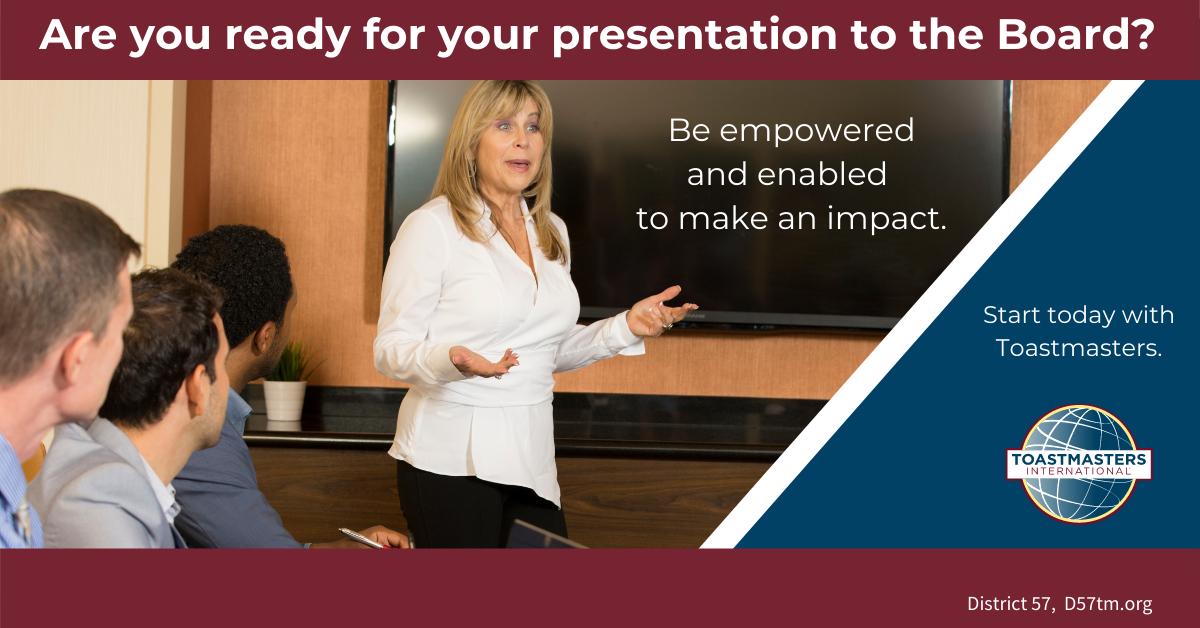 Are you ready for your presentation to the Board?
Be empowered
and enabled
to make an impact.
Start today with
Toastmasters.
TOASTMASTERS
INTERNATIONAL
District 57, D57tm.org